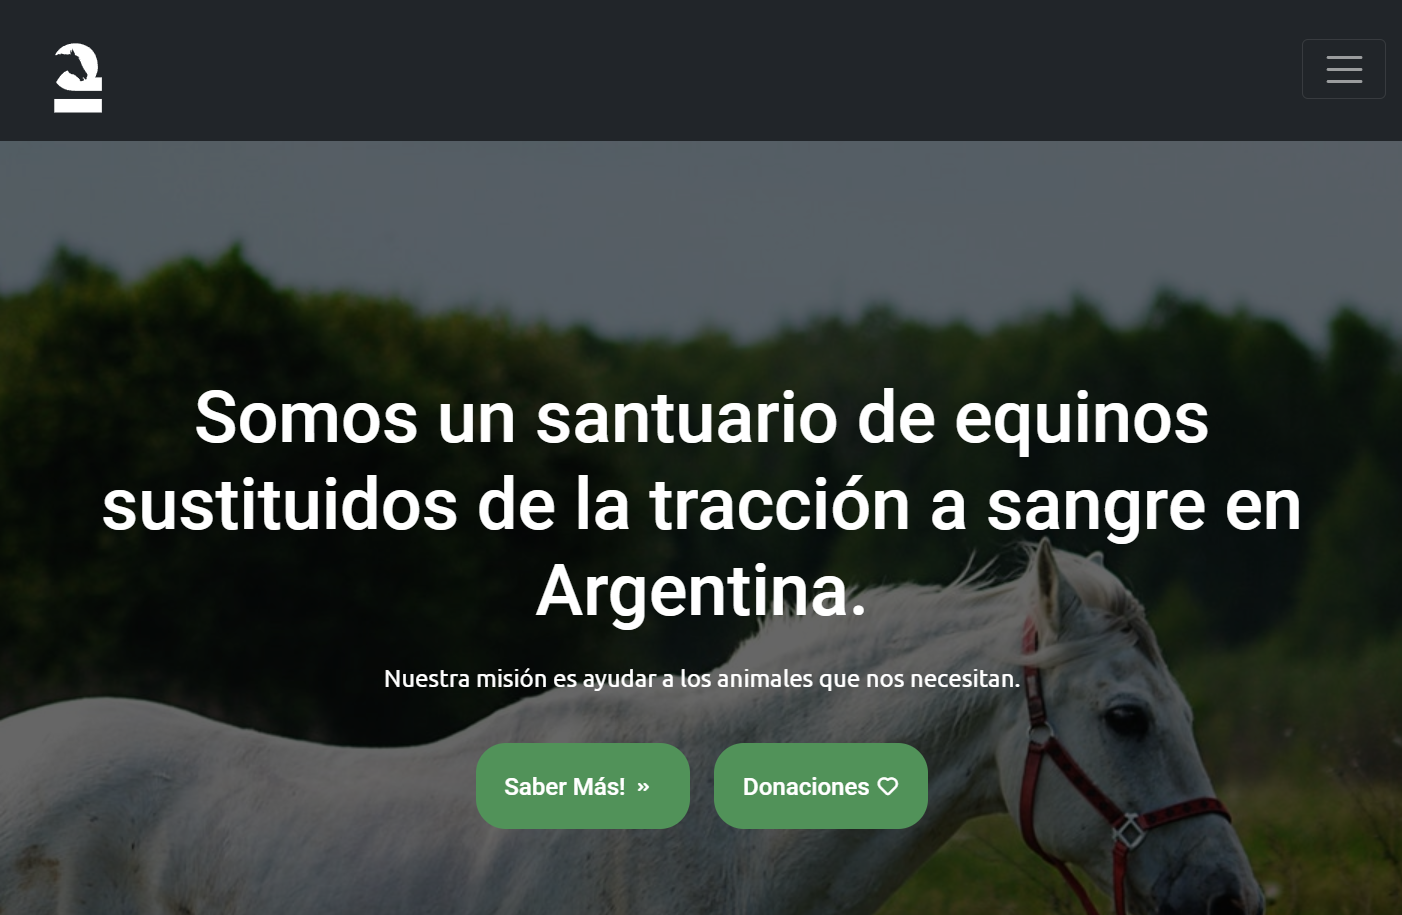 Somos un santuario de equinos
sustituidos de la tracción a sangre en
Argentina.
Nuestra misión es ayudar a los animales que nos necesitan.
Saber Más! »
Donaciones